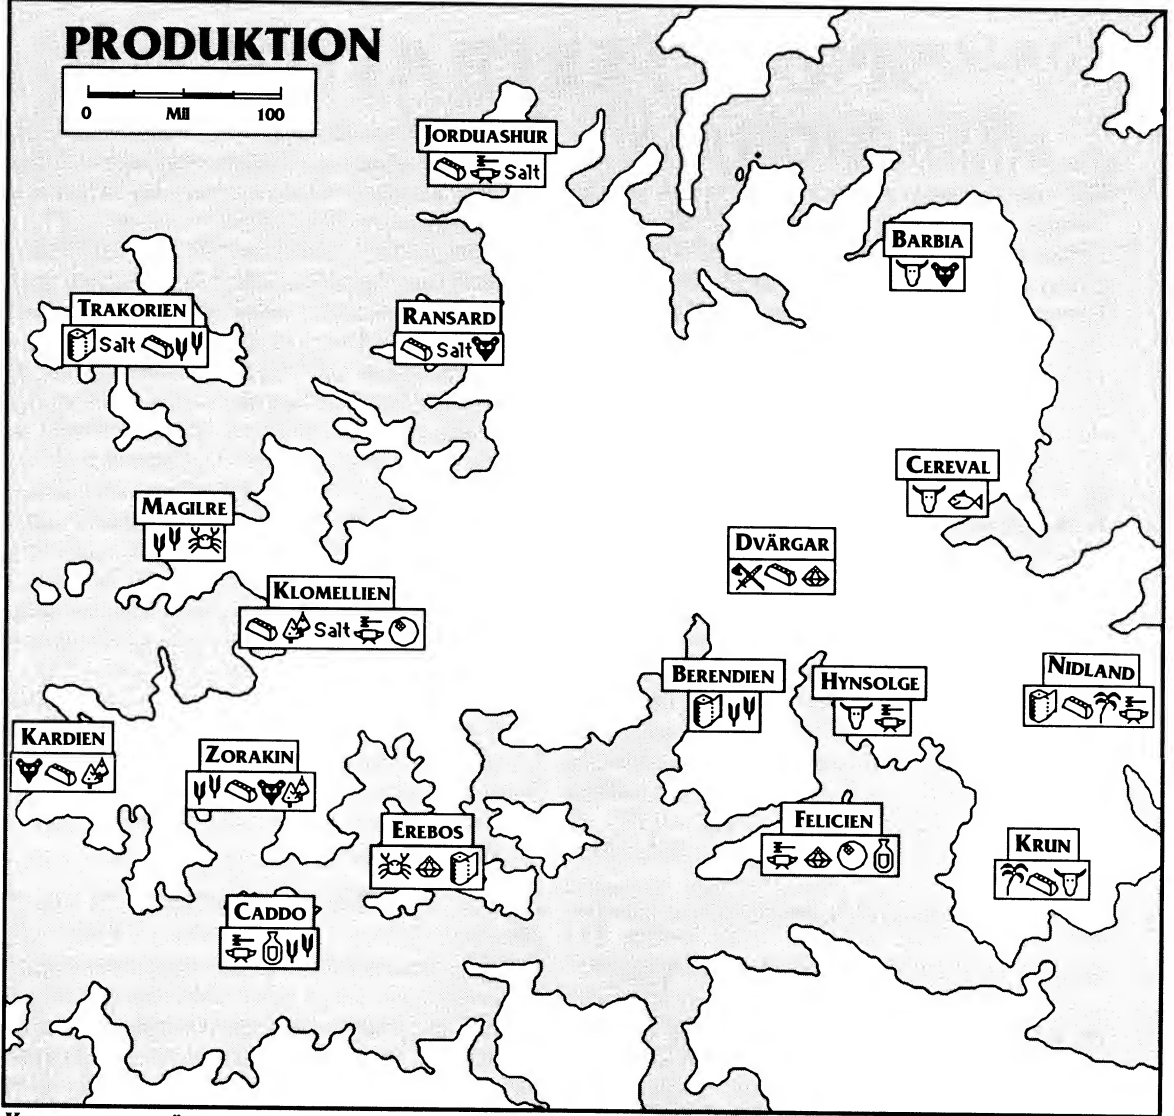 PRODUKTION
0 Mil 100
JORDUASHUR
Salt
BARBIA
TRAKORIEN
Salt
RANSARD
Salt
CEREVAL
MAGILRE
DVÄRGAR
KLOMELLIEN
Salt
BERENDIEN
HYNSOLGE
NIDLAND
KARDIEN
ZORAKIN
EREBOS
FELICIEN
KRUN
CADDO